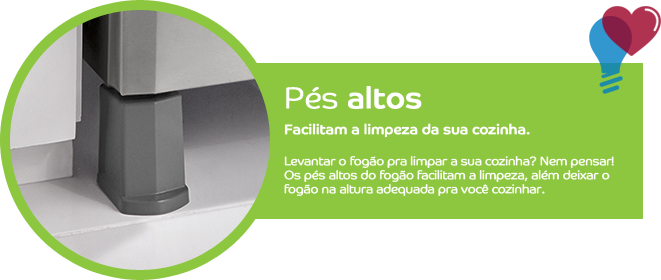 Pés altos
Facilitam a limpeza da sua cozinha.
Levantar o fogão pra limpar a sua cozinha? Nem pensar!
Os pés altos do fogão facilitam a limpeza, além deixar o
fogão na altura adequada pra você cozinhar.